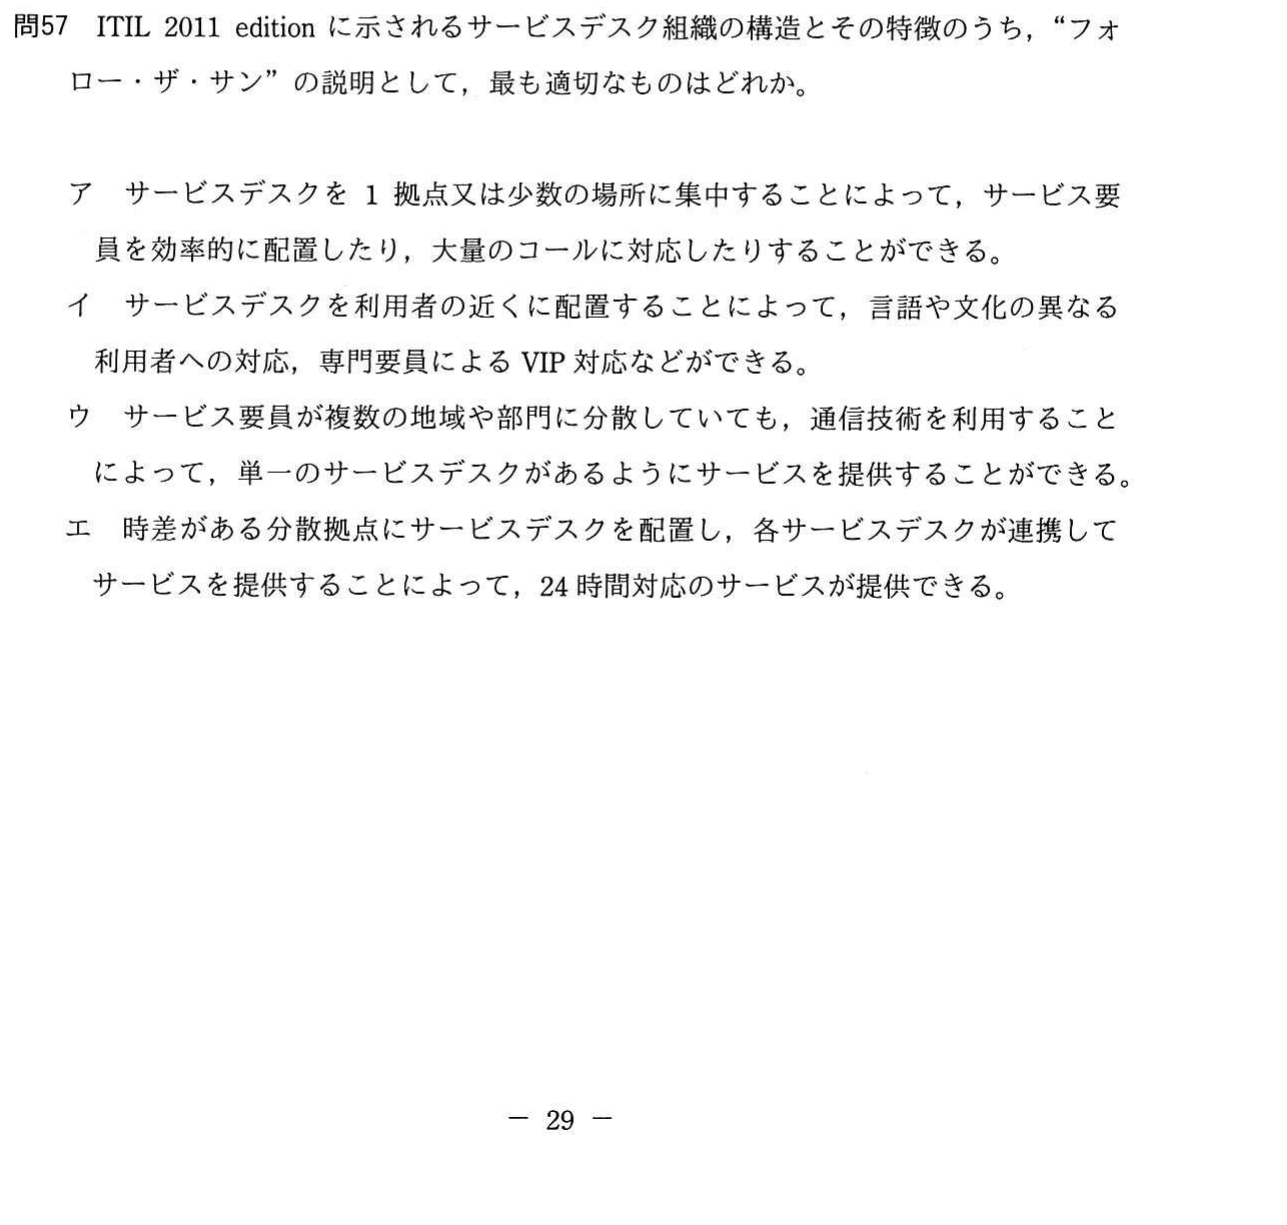 問57 ITIL 2011 edition に示されるサービスデスク組織の構造とその特徴のうち，“フォ
ロー・ザ・サン”の説明として，最も適切なものはどれか。
ア サービスデスクを 1 拠点又は少数の場所に集中することによって，サービス要
員を効率的に配置したり，大量のコールに対応したりすることができる。
イ サービスデスクを利用者の近くに配置することによって，言語や文化の異なる
利用者への対応，専門要員による VIP 対応などができる。
ウ サービス要員が複数の地域や部門に分散していても，通信技術を利用すること
によって，単一のサービスデスクがあるようにサービスを提供することができる。
エ 時差がある分散拠点にサービスデスクを配置し，各サービスデスクが連携して
サービスを提供することによって，24 時間対応のサービスが提供できる。
－ 29 －